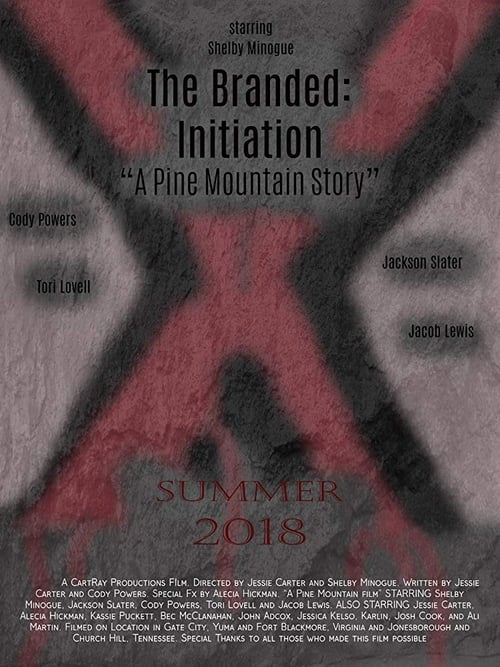 starring
Shelby Minogue
The Branded:
Initiation
“A Pine Mountain Story”
Cody Powers
Jackson Slater
Tori Lovell
Jacob Lewis
SUMMER
2018
A CartRay Productions Film. Directed by Jessie Carter and Shelby Minogue. Written by Jessie
Carter and Cody Powers. Special Fx by Alecia Hickman. “A Pine Mountain film” STARRING Shelby
Minogue, Jackson Slater, Cody Powers, Tori Lovell and Jacob Lewis. ALSO STARRING Jessie Carter,
Alecia Hickman, Kassie Puckett, Bec McClanahan, John Adcox, Jessica Kelso, Karlin, Josh Cook, and Ali
Martin. Filmed on Location in Gate City, Yuma and Fort Blackmore, Virginia and Jonesborough and
Church Hill, Tennessee. Special Thanks to all those who made this film possible